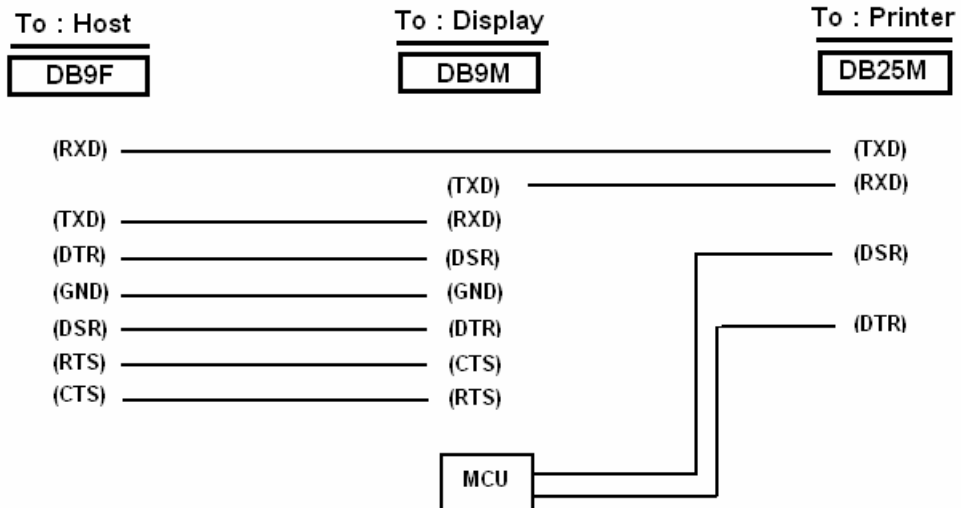 To : Host To : Display To : Printer
DB9F DB9M DB25M
(RXD) (TXD)
(TXD) (RXD)
(TXD) (RXD)
(DTR) (DSR) (DSR)
(GND) (GND)
(DSR) (DTR) (DTR)
(RTS) (CTS)
(CTS) (RTS)
MCU